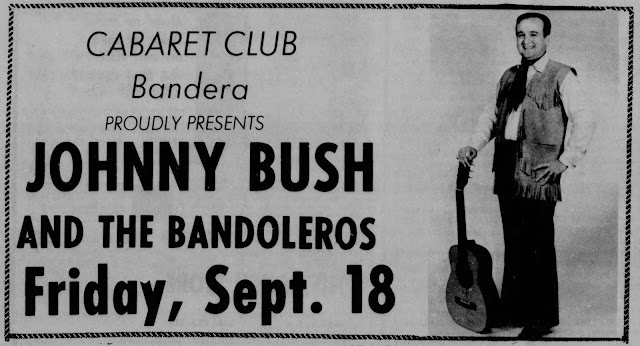 CABARET CLUB
Bandera
PROUDLY PRESENTS
JOHNNY BUSH
AND THE BANDOLEROS
Friday, Sept. 18